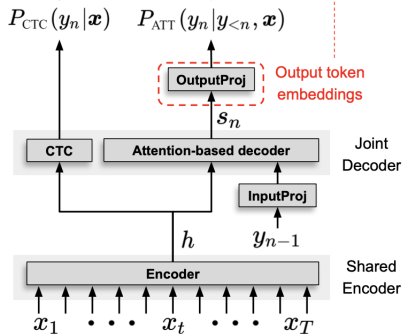 P_CTC(y_n|x) P_ATT(y_n|y_{<n}, x)
OutputProj
Output token
embeddings
s_n
CTC
Attention-based decoder
Joint
Decoder
InputProj
h
y_{n-1}
Encoder
Shared
Encoder
x_1 • • • x_t • • • x_T